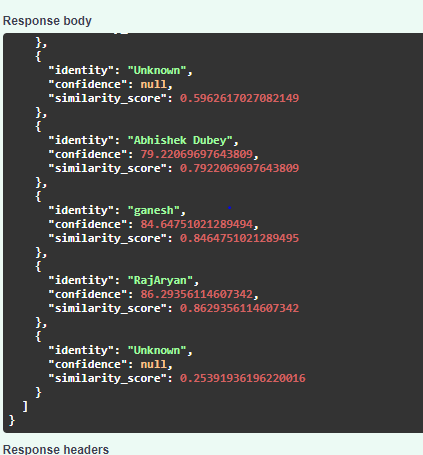 Response body
},
{
"identity": "Unknown",
"confidence": null,
"similarity_score": 0.5962617027082149
},
{
"identity": "Abhishek Dubey",
"confidence": 79.22069697643809,
"similarity_score": 0.7922069697643809
},
{
"identity": "ganesh",
"confidence": 84.64751021289494,
"similarity_score": 0.8464751021289495
},
{
"identity": "RajAryan",
"confidence": 86.29356114607342,
"similarity_score": 0.8629356114607342
},
{
"identity": "Unknown",
"confidence": null,
"similarity_score": 0.25391936196220016
}
]
}
Response headers